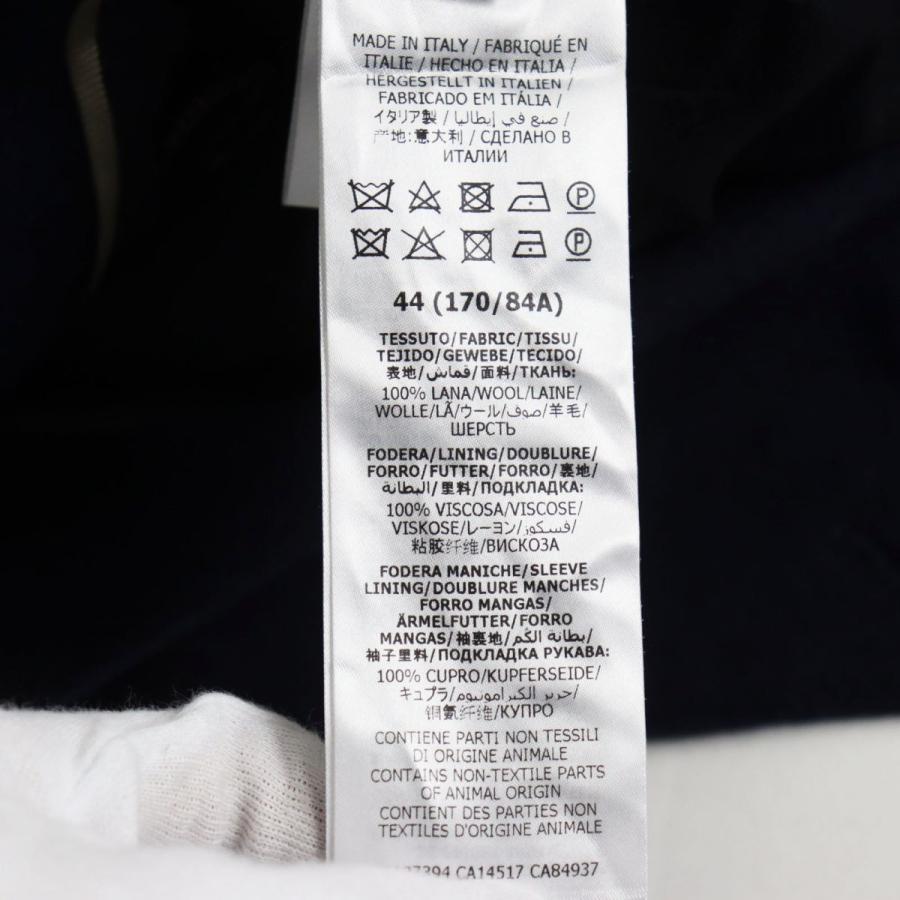 MADE IN ITALY / FABRIQUÉ EN
ITALIE / HECHO EN ITALIA /
HERGESTELLT IN ITALIEN /
FABRICADO EM ITÁLIA /
イタリア製 / صنع في إيطاليا /
产地:意大利 / СДЕЛАНО В
ИТАЛИИ
P
P
44 (170/84A)
TESSUTO/FABRIC/TISSU/
TEJIDO/GEWEBE/TECIDO/
表地/قماش/面料/ТКАНЬ:
100% LANA/WOOL/LAINE/
WOLLE/LÃ/ウール/صوف/羊毛/
ШЕРСТЬ
FODERA/LINING/DOUBLURE/
FORRO/FUTTER/FORRO/裏地/
البطانة/里料/ПОДКЛАДКА:
100% VISCOSA/VISCOSE/
VISKOSE/レーヨン/فسكوز/
粘胶纤维/ВИСКОЗА
FODERA MANICHE/SLEEVE
LINING/DOUBLURE MANCHES/
FORRO MANGAS/
ÄRMELFUTTER/FORRO
MANGAS/袖裏地/بطانة الكُم/
袖子里料/ПОДКЛАДКА РУКАВА:
100% CUPRO/KUPFERSEIDE/
キュプラ/حرير الكبرامونيوم/
铜氨纤维/КУПРО
CONTIENE PARTI NON TESSILI
DI ORIGINE ANIMALE
CONTAINS NON-TEXTILE PARTS
OF ANIMAL ORIGIN
CONTIENT DES PARTIES NON
TEXTILES D'ORIGINE ANIMALE
CA14517 CA84937